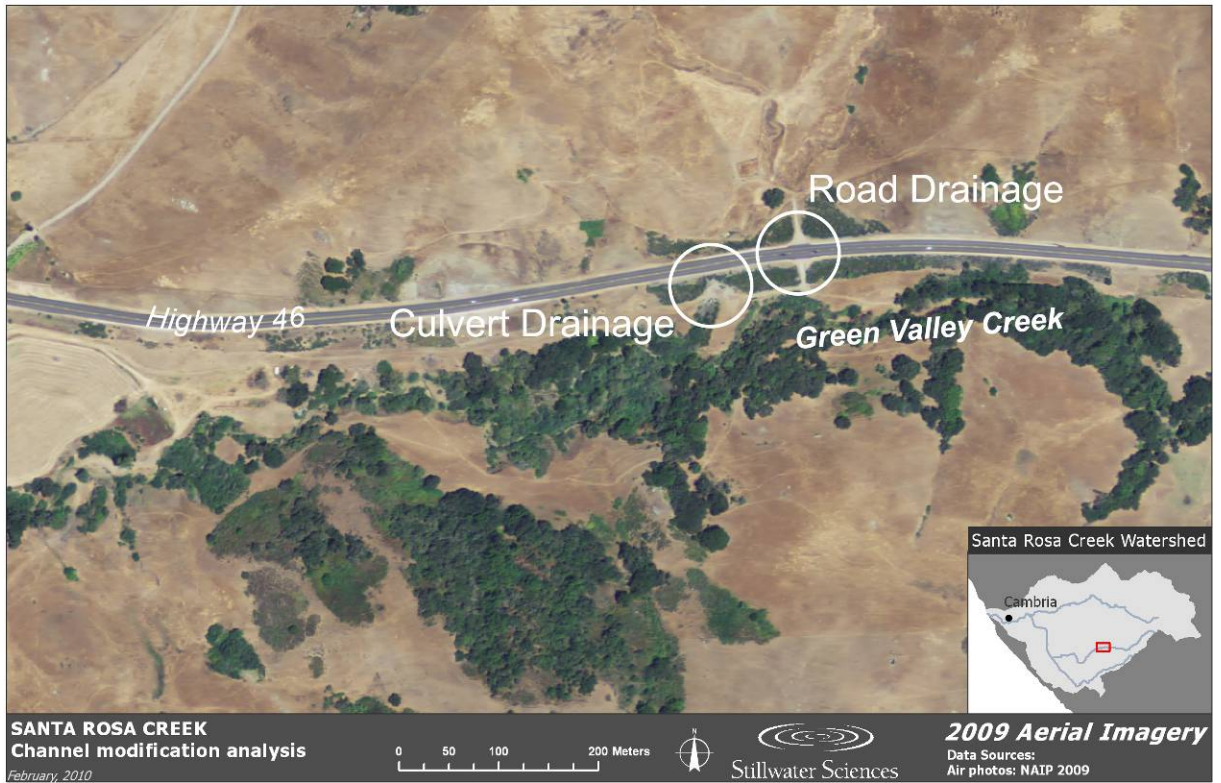 Road Drainage
Highway 46
Culvert Drainage
Green Valley Creek
Santa Rosa Creek Watershed
Cambria
SANTA ROSA CREEK
Channel modification analysis
February, 2010
0 50 100 200 Meters
N
Stillwater Sciences
2009 Aerial Imagery
Data Sources:
Air photos: NAIP 2009